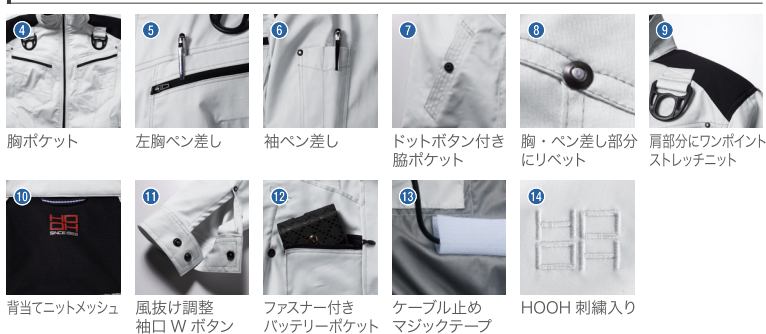 4
胸ポケット
5
左胸ペン差し
6
袖ペン差し
7
ドットボタン付き
脇ポケット
8
胸・ペン差し部分
にリベット
9
肩部分にワンポイント
ストレッチニット
10
HO
OH
SINCE 1953
背当てニットメッシュ
11
風抜け調整
袖口 W ボタン
12
ファスナー付き
バッテリーポケット
13
ケーブル止め
マジックテープ
14
HO
OH
HOOH 刺繍入り